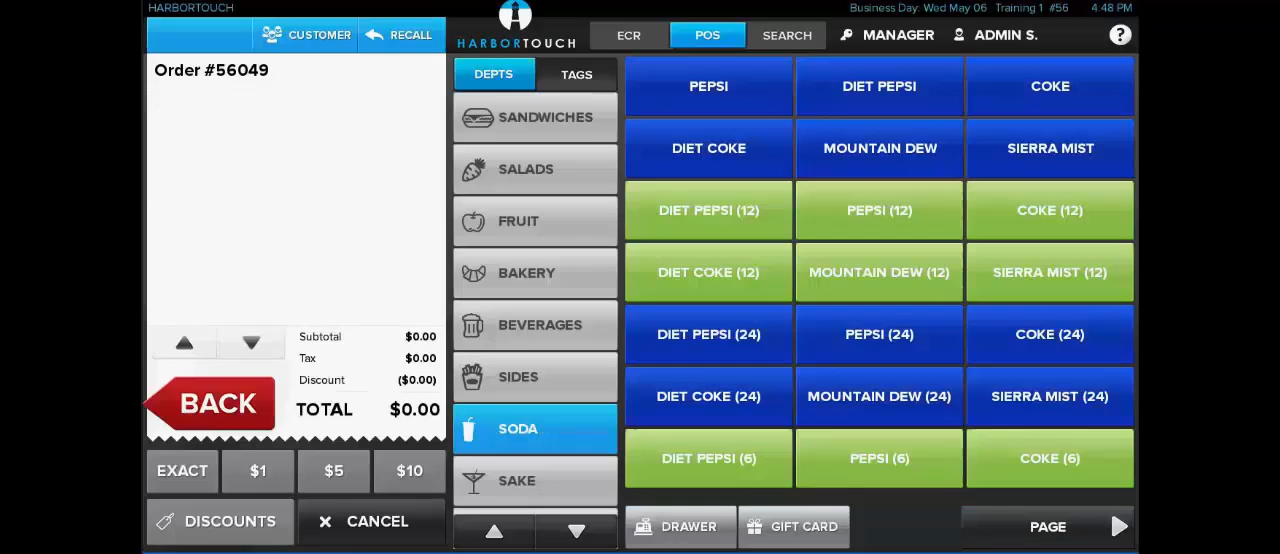 HARBORTOUCH
Business Day: Wed May 06 Training 1 #56 4:48 PM
CUSTOMER RECALL
HARBORTOUCH
ECR POS SEARCH
MANAGER ADMIN S. ?
Order #56049
Subtotal $0.00
Tax $0.00
Discount ($0.00)
TOTAL $0.00
BACK
EXACT $1 $5 $10
DISCOUNTS X CANCEL
DEPTS TAGS
SANDWICHES
SALADS
FRUIT
BAKERY
BEVERAGES
SIDES
SODA
SAKE
PEPSI DIET PEPSI COKE
DIET COKE MOUNTAIN DEW SIERRA MIST
DIET PEPSI (12) PEPSI (12) COKE (12)
DIET COKE (12) MOUNTAIN DEW (12) SIERRA MIST (12)
DIET PEPSI (24) PEPSI (24) COKE (24)
DIET COKE (24) MOUNTAIN DEW (24) SIERRA MIST (24)
DIET PEPSI (6) PEPSI (6) COKE (6)
DRAWER GIFT CARD PAGE